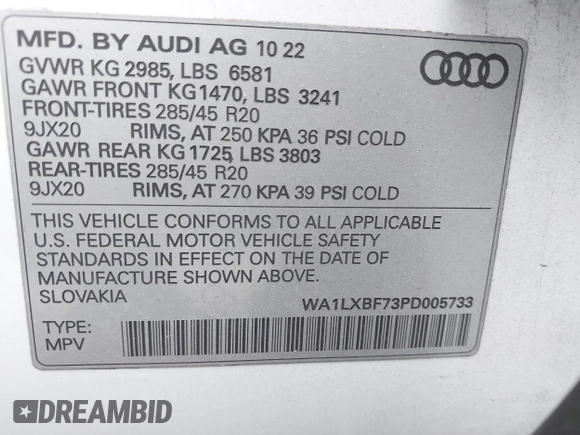 MFD. BY AUDI AG 10 22
GVWR KG 2985, LBS 6581
GAWR FRONT KG 1470, LBS 3241
FRONT-TIRES 285/45 R20
9JX20 RIMS, AT 250 KPA 36 PSI COLD
GAWR REAR KG 1725, LBS 3803
REAR-TIRES 285/45 R20
9JX20 RIMS, AT 270 KPA 39 PSI COLD
THIS VEHICLE CONFORMS TO ALL APPLICABLE
U.S. FEDERAL MOTOR VEHICLE SAFETY
STANDARDS IN EFFECT ON THE DATE OF
MANUFACTURE SHOWN ABOVE.
SLOVAKIA WA1LXBF73PD005733
TYPE:
MPV
DREAMBID